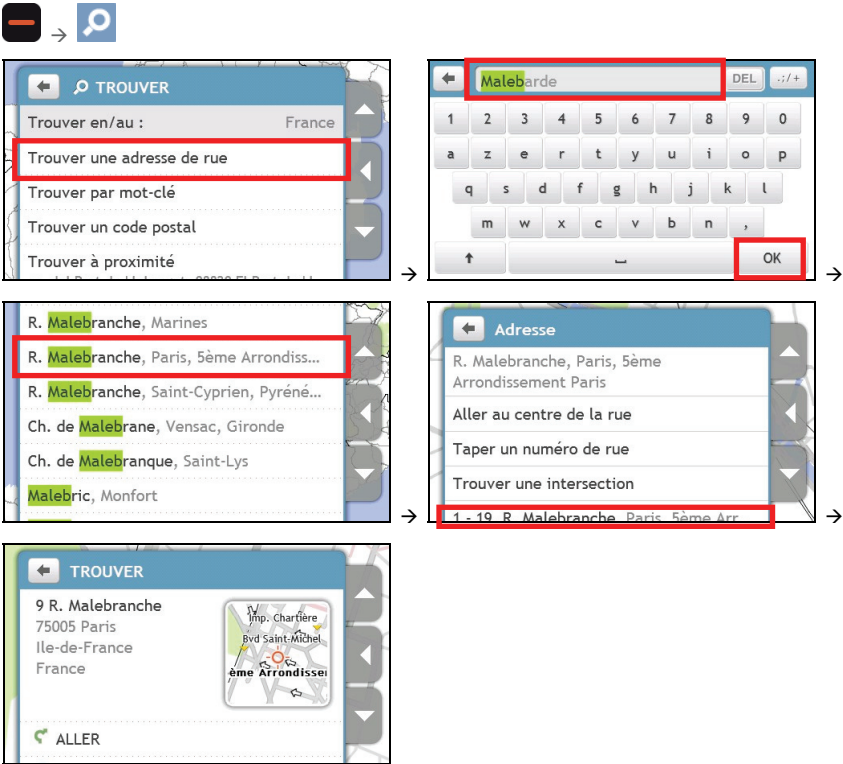 →
TROUVER
Trouver en/au : France
Trouver une adresse de rue
Trouver par mot-clé
Trouver un code postal
Trouver à proximité
→
Malebarde DEL .:/+
1 2 3 4 5 6 7 8 9 0
a z e r t y u i o p
q s d f g h j k l
m w x c v b n ,
OK
→
R. Malebranche, Marines
R. Malebranche, Paris, 5ème Arrondiss...
R. Malebranche, Saint-Cyprien, Pyréné...
Ch. de Malebrane, Vensac, Gironde
Ch. de Malebranque, Saint-Lys
Malebric, Monfort
→
Adresse
R. Malebranche, Paris, 5ème
Arrondissement Paris
Aller au centre de la rue
Taper un numéro de rue
Trouver une intersection
1 - 19 R. Malebranche, Paris, 5ème Arr
→
TROUVER
9 R. Malebranche
75005 Paris
Ile-de-France
France
Imp. Chartière
Bvd Saint-Michel
ème Arrondisse
ALLER